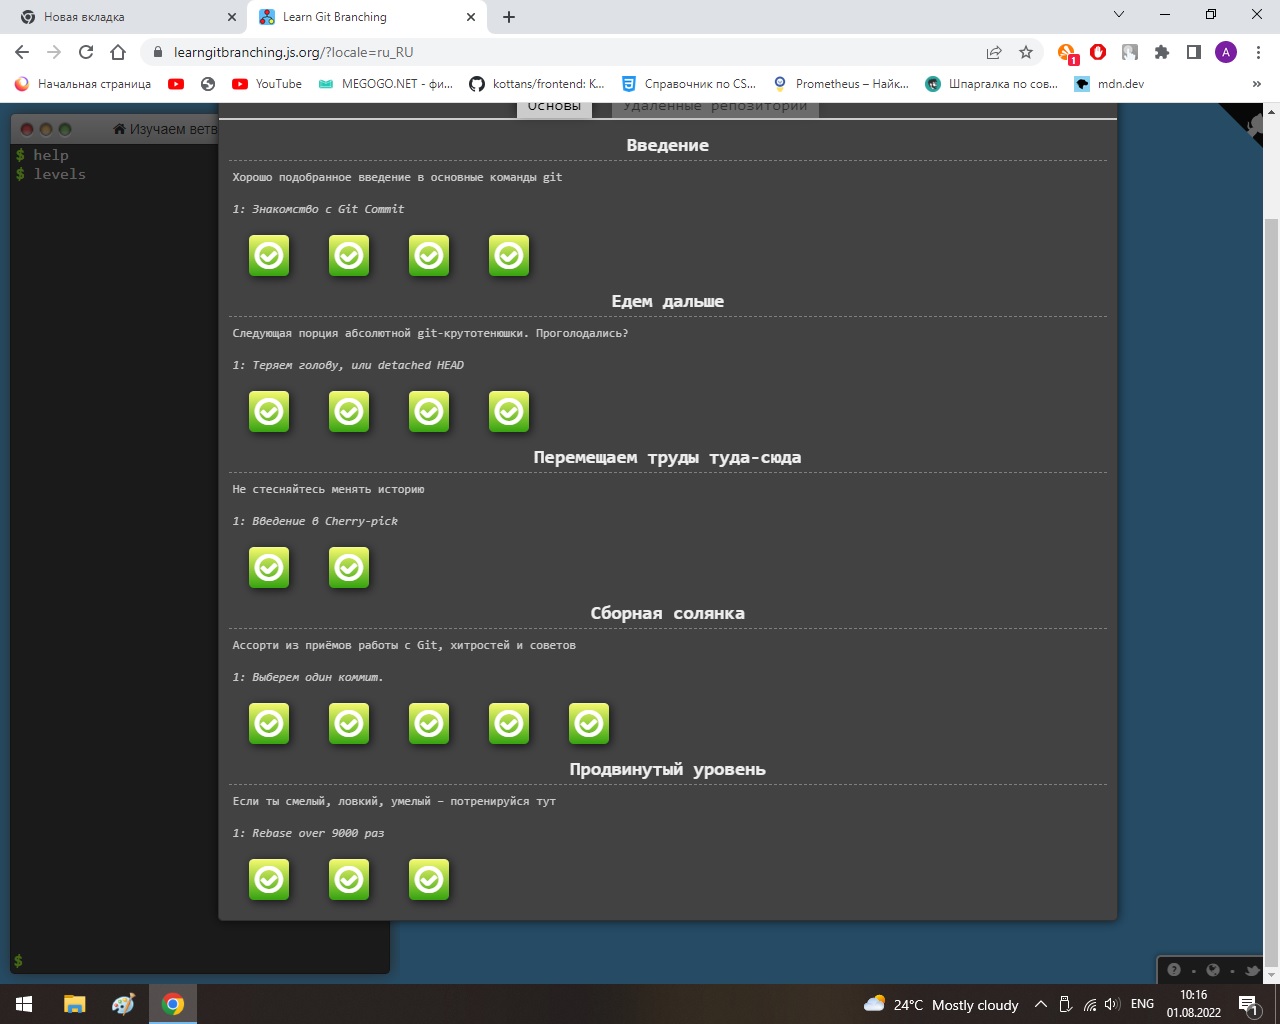 Новая вкладка
Learn Git Branching
learngitbranching.js.org/?locale=ru_RU
1
A
Начальная страница
YouTube
MEGOGO.NET - фи...
kottans/frontend: K...
Справочник по CS...
Prometheus – Найк...
Шпаргалка по сов...
mdn.dev
»
Основы
Удаленные репозитории
Изучаем ветв
$ help
$ levels
Введение
Хорошо подобранное введение в основные команды git
1: Знакомство с Git Commit
Едем дальше
Следующая порция абсолютной git-крутотенюшки. Проголодались?
1: Теряем голову, или detached HEAD
Перемещаем труды туда-сюда
Не стесняйтесь менять историю
1: Введение в Cherry-pick
Сборная солянка
Ассорти из приёмов работы с Git, хитростей и советов
1: Выберем один коммит.
Продвинутый уровень
Если ты смелый, ловкий, умелый – потренируйся тут
1: Rebase over 9000 раз
$
24°C Mostly cloudy
ENG
10:16
01.08.2022
1